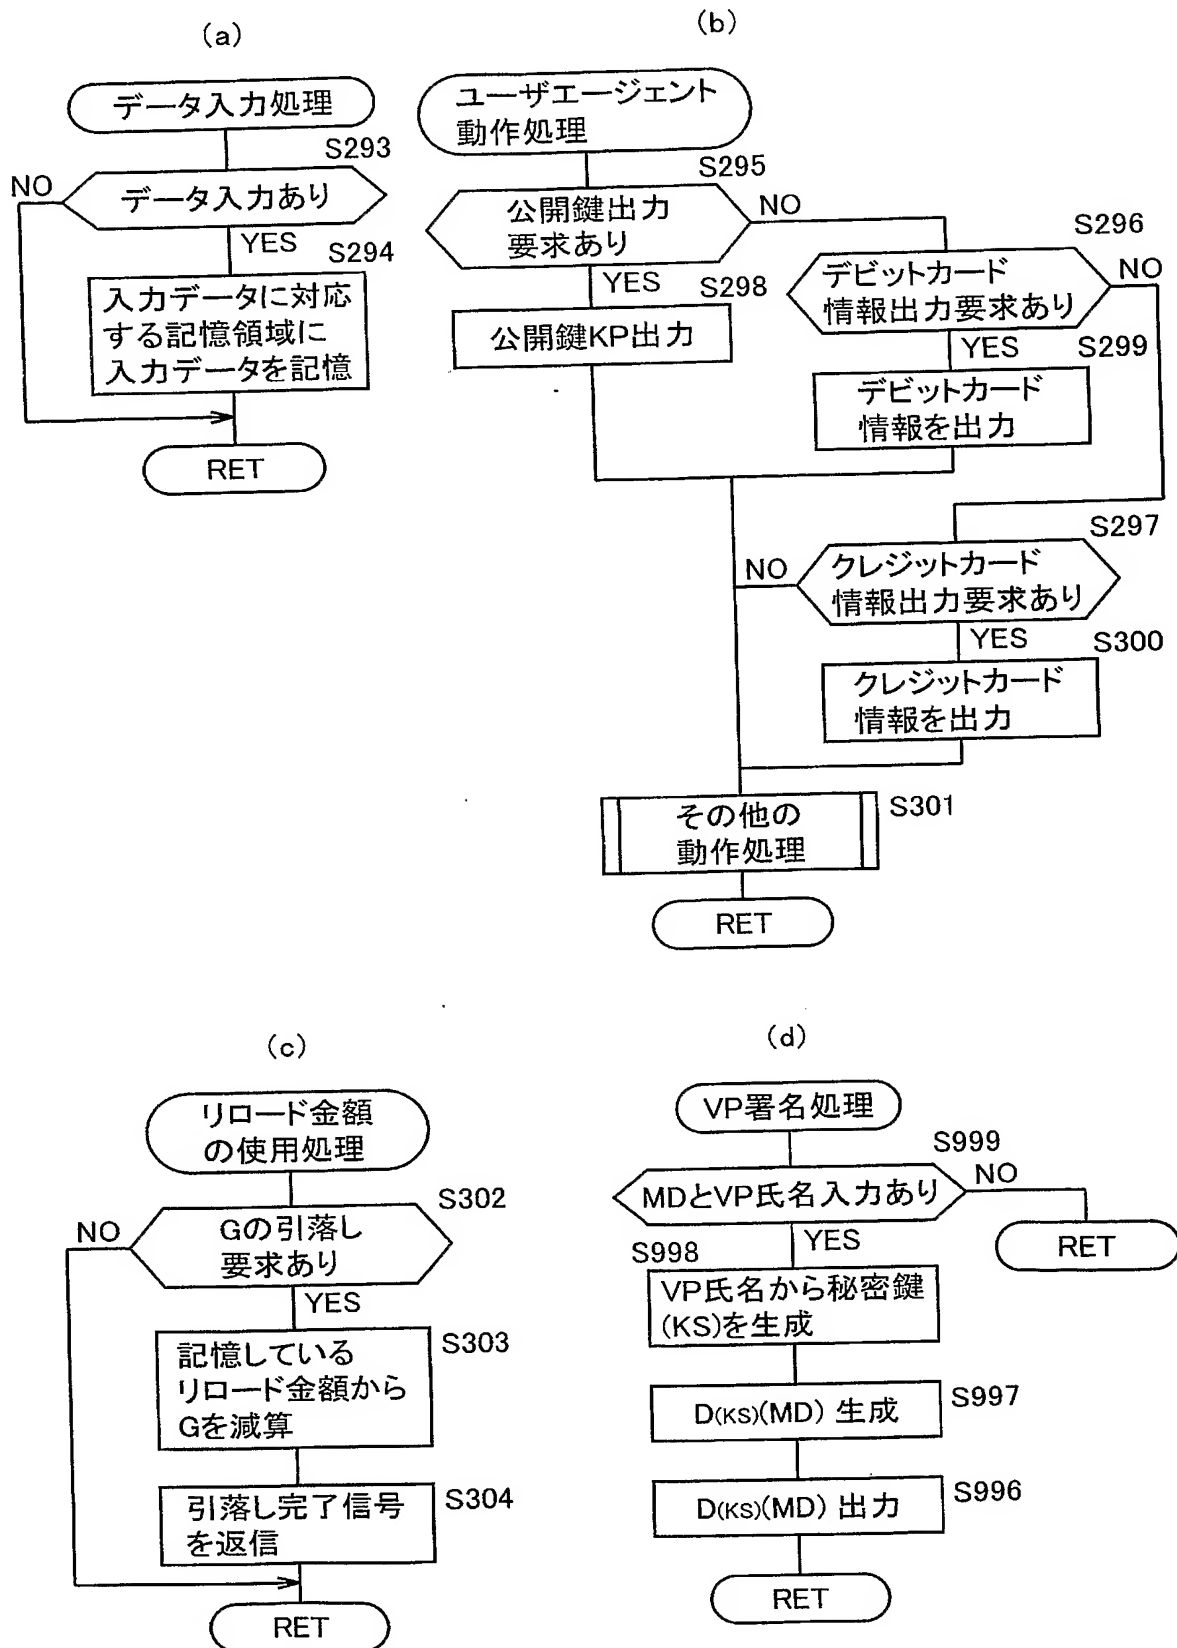 (a)
データ入力処理
S293
NO
データ入力あり
YES
S294
入力データに対応
する記憶領域に
入力データを記憶
RET
(b)
ユーザエージェント
動作処理
S295
公開鍵出力
要求あり
NO
YES
S298
公開鍵KP出力
S296
デビットカード
情報出力要求あり
NO
YES
S299
デビットカード
情報を出力
S297
NO
クレジットカード
情報出力要求あり
YES
S300
クレジットカード
情報を出力
その他の
動作処理
S301
RET
(c)
リロード金額
の使用処理
S302
NO
Gの引落し
要求あり
YES
S303
記憶している
リロード金額から
Gを減算
S304
引落し完了信号
を返信
RET
(d)
VP署名処理
S999
MDとVP氏名入力あり
NO
RET
YES
S998
VP氏名から秘密鍵
(KS)を生成
D(KS)(MD) 生成
S997
D(KS)(MD) 出力
S996
RET